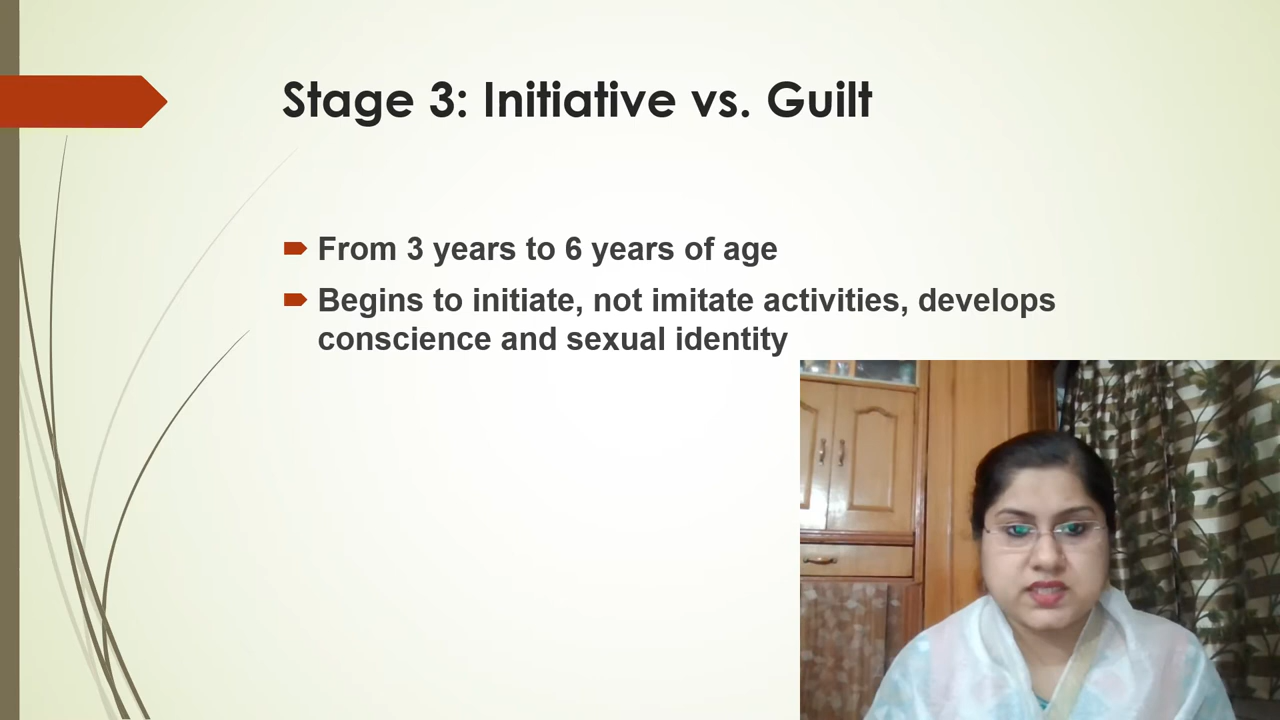 Stage 3: Initiative vs. Guilt
From 3 years to 6 years of age
Begins to initiate, not imitate activities, develops
conscience and sexual identity